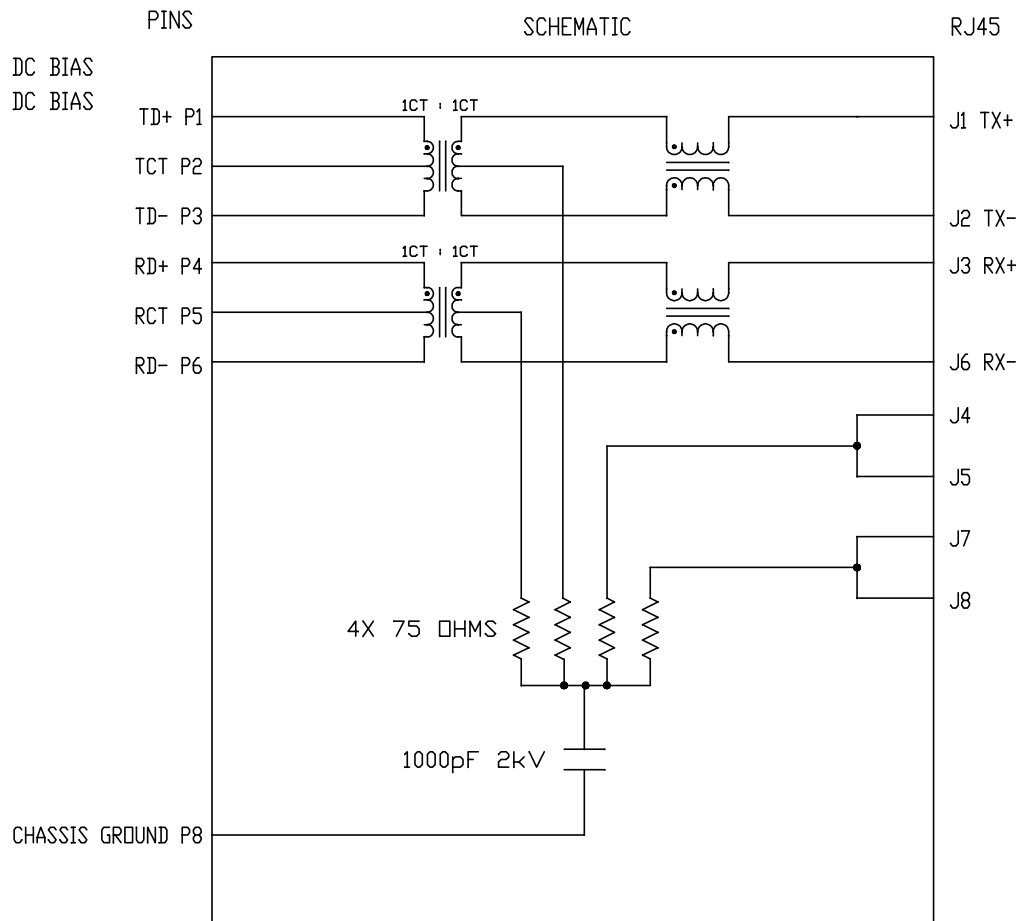 PINS
SCHEMATIC
RJ45
DC BIAS
DC BIAS
1CT : 1CT
TD+ P1
J1 TX+
TCT P2
TD- P3
J2 TX-
1CT : 1CT
RD+ P4
J3 RX+
RCT P5
RD- P6
J6 RX-
J4
J5
J7
J8
4X 75 OHMS
1000pF 2kV
CHASSIS GROUND P8